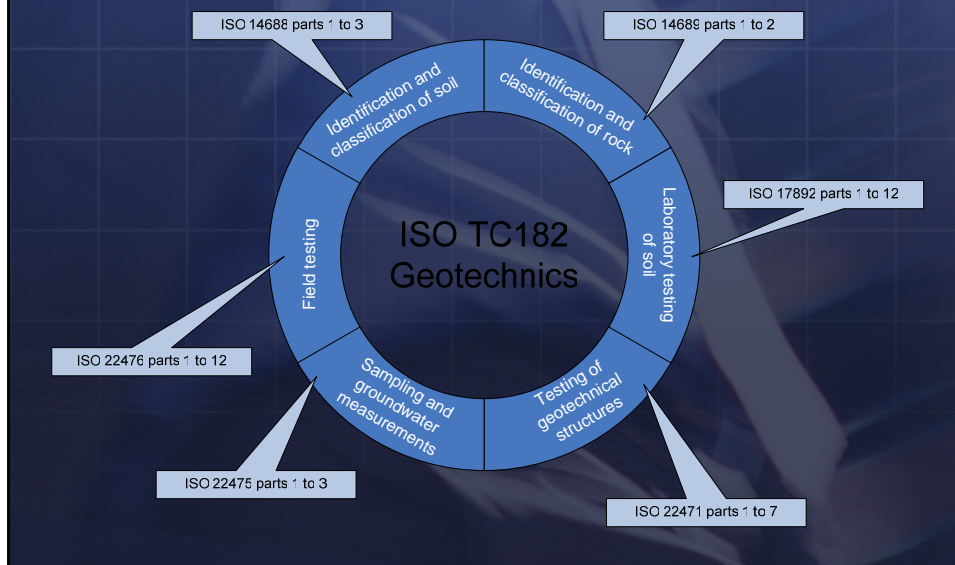 ISO 14688 parts 1 to 3
ISO 14689 parts 1 to 2
Identification and
classification of soil
Identification and
classification of rock
ISO 17892 parts 1 to 12
Laboratory testing
of soil
ISO TC182
Geotechnics
Field testing
ISO 22476 parts 1 to 12
Sampling and
groundwater
measurements
Testing of
geotechnical
structures
ISO 22475 parts 1 to 3
ISO 22471 parts 1 to 7